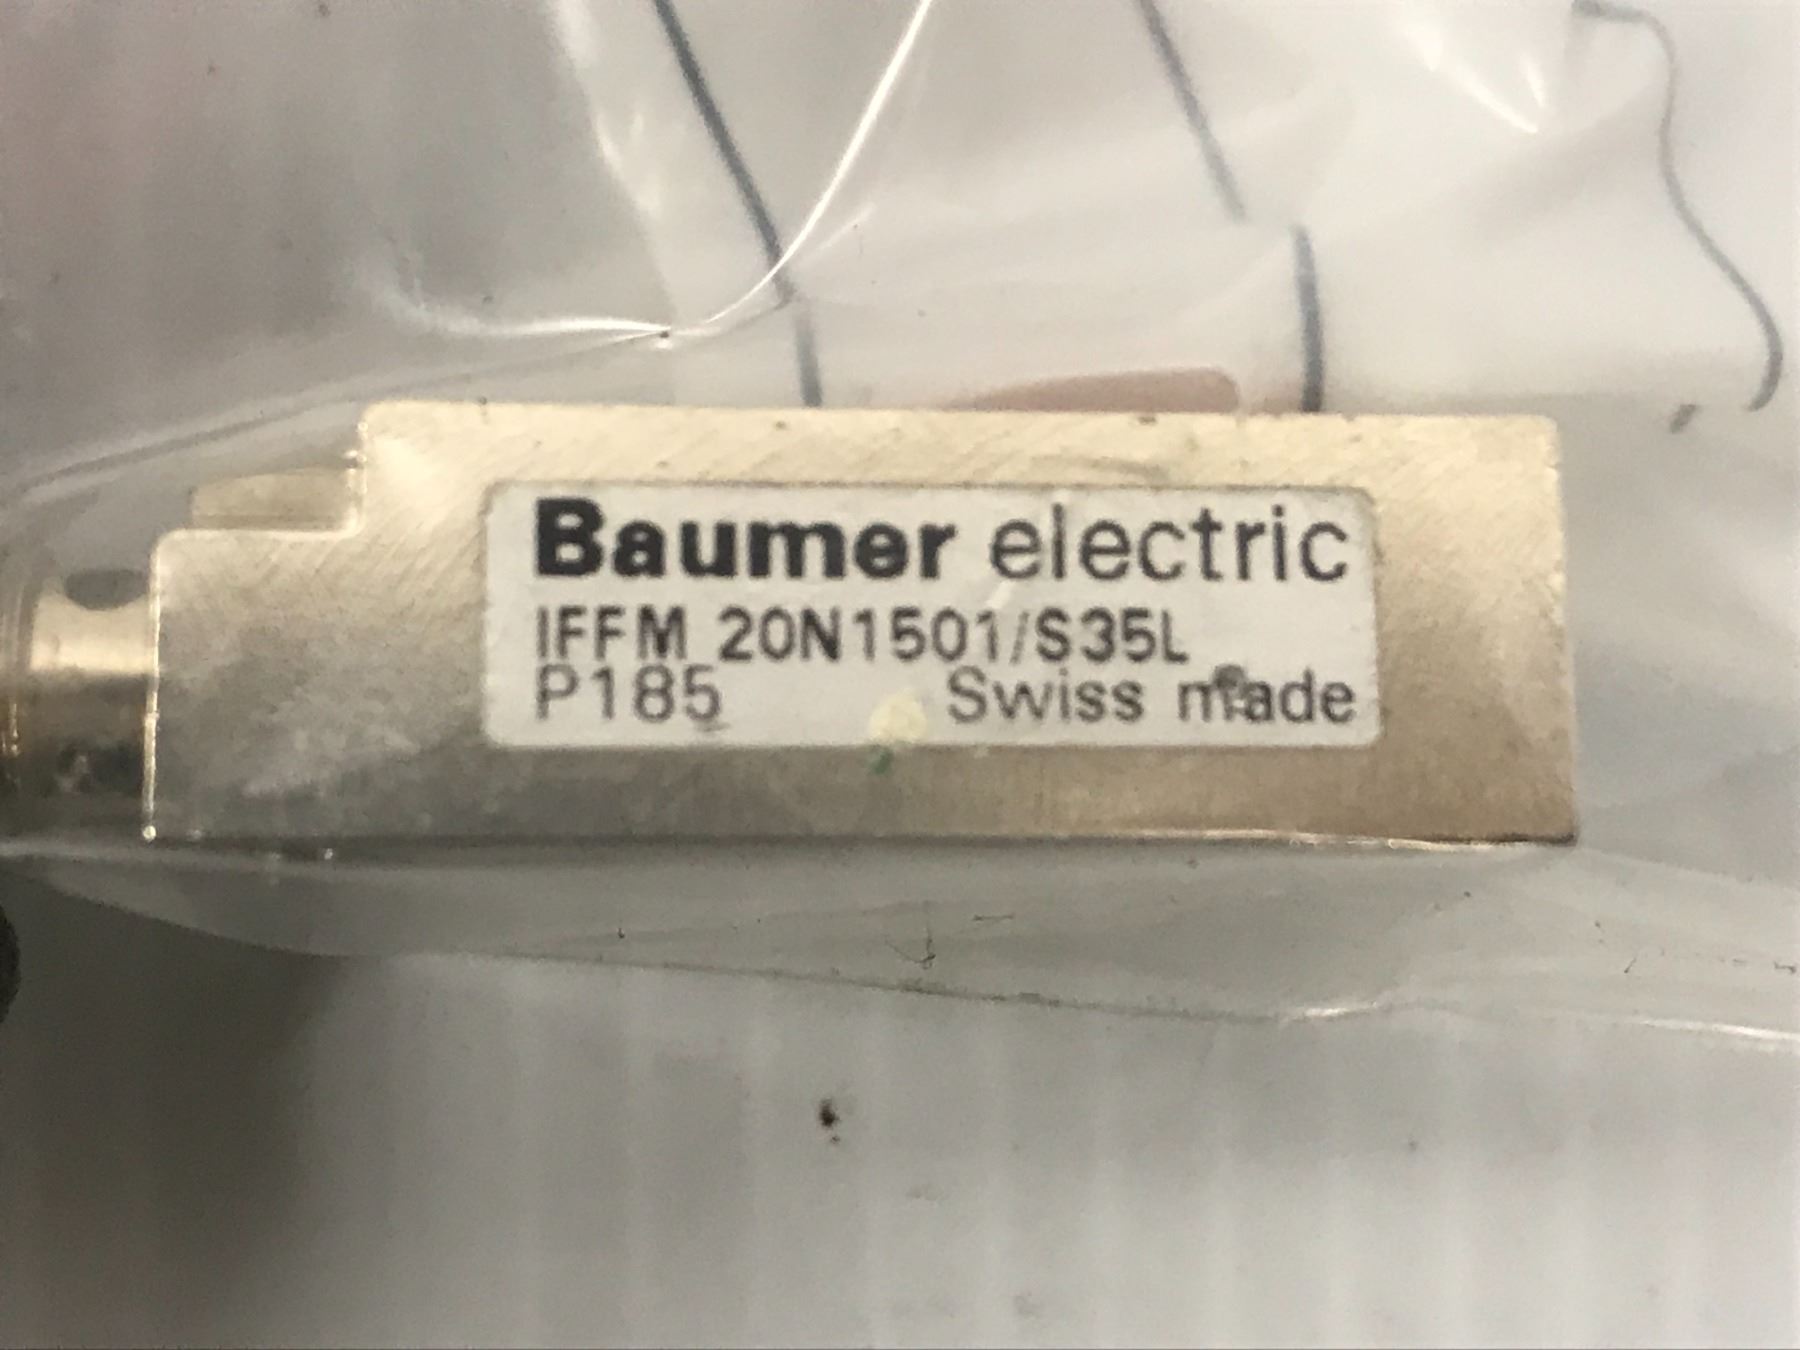 Baumer electric
IFFM 20N1501/S35L
P185 Swiss made